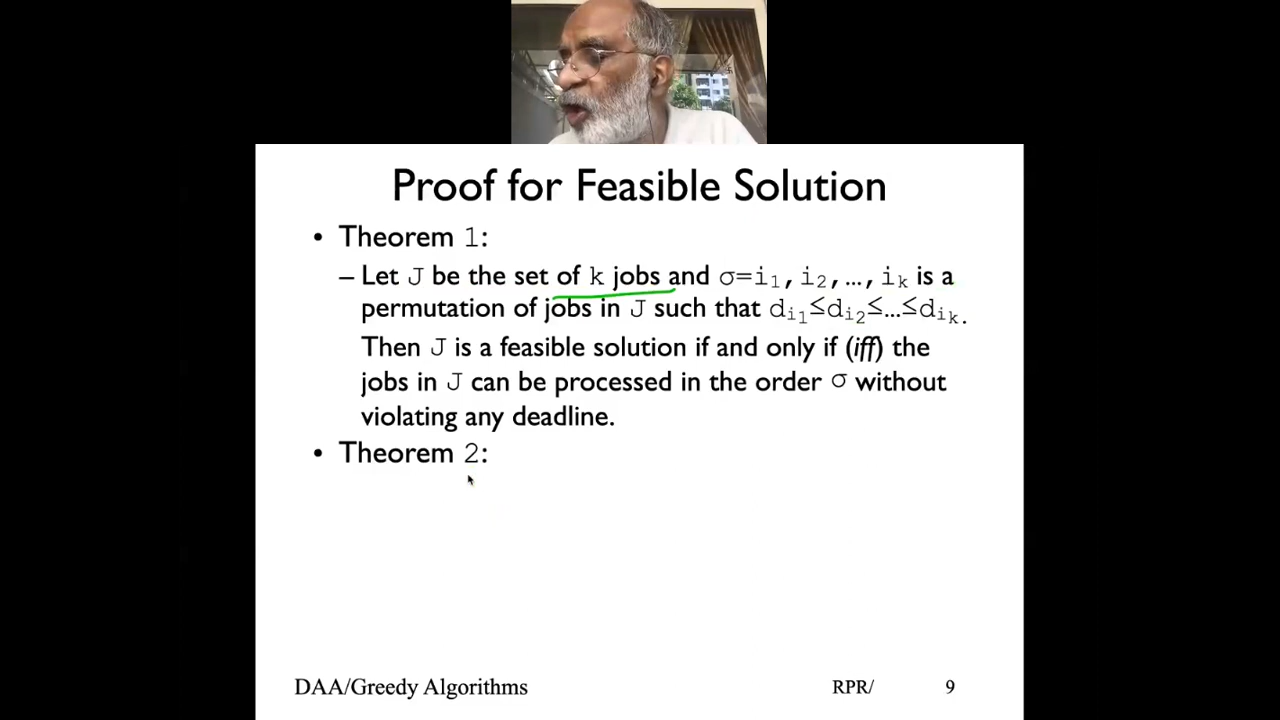 Proof for Feasible Solution
• Theorem 1:
– Let J be the set of k jobs and σ=i₁, i₂, …, iₖ is a
permutation of jobs in J such that dᵢ₁≤dᵢ₂≤…≤dᵢₖ.
Then J is a feasible solution if and only if (iff) the
jobs in J can be processed in the order σ without
violating any deadline.
• Theorem 2:
DAA/Greedy Algorithms RPR/ 9